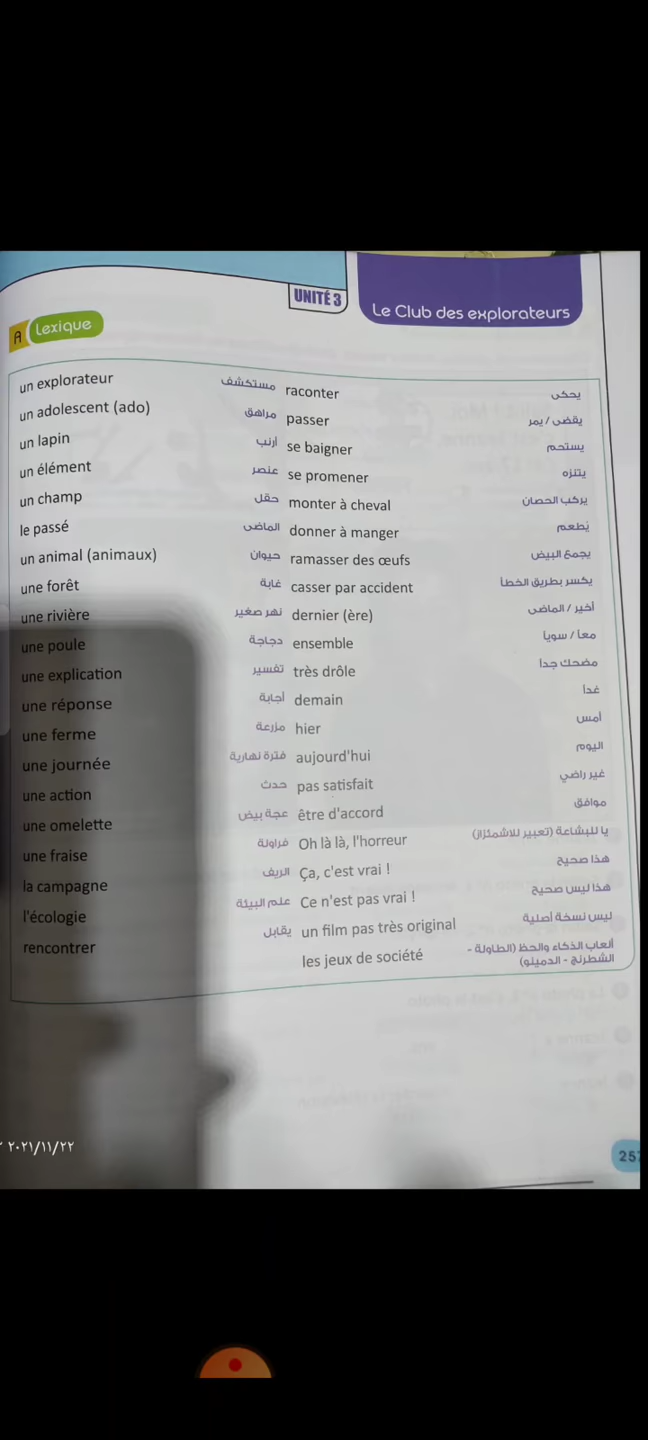 UNITÉ 3
Le Club des explorateurs
A Lexique
un explorateur مستكشف
un adolescent (ado) مراهق
un lapin أرنب
un élément عنصر
un champ حقل
le passé الماضى
un animal (animaux) حيوان
une forêt غابة
une rivière نهر صغير
une poule دجاجة
une explication تفسير
une réponse أجابة
une ferme مزرعة
une journée فترة نهارية
une action حدث
une omelette عجة بيض
une fraise فراولة
la campagne الريف
l'écologie علم البيئة
rencontrer يقابل
raconter يحكى
passer يقضى / يمر
se baigner يستحم
se promener يتنزه
monter à cheval يركب الحصان
donner à manger يُطعم
ramasser des œufs يجمع البيض
casser par accident يكسر بطريق الخطأ
dernier (ère) أخير / الماضى
ensemble معاً / سوياً
très drôle مضحك جداً
demain غداً
hier أمس
aujourd'hui اليوم
pas satisfait غير راضي
être d'accord موافق
Oh là là, l'horreur يا للبشاعة (تعبير للاشمئزاز)
Ça, c'est vrai ! هذا صحيح
Ce n'est pas vrai ! هذا ليس صحيح
un film pas très original ليس نسخة أصلية
les jeux de société ألعاب الذكاء والحظ (الطاولة -
الشطرنج - الدمينو)
٢٠٢١/١١/٢٢